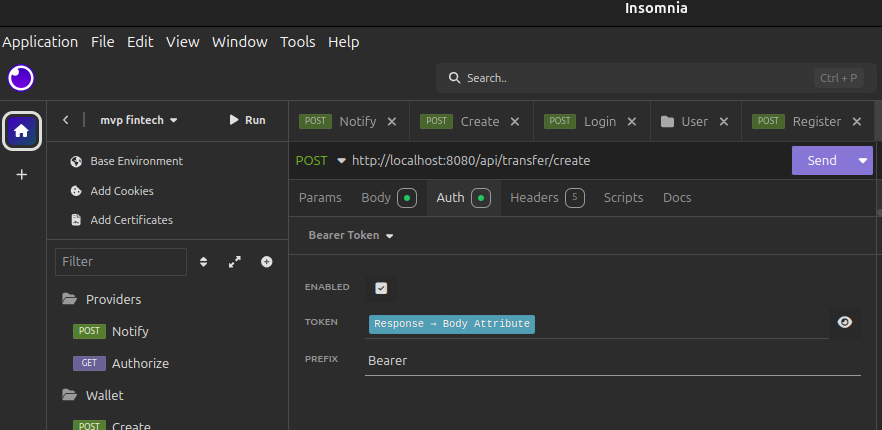 Insomnia
Application File Edit View Window Tools Help
Search.. Ctrl + P
mvp fintech Run
POST Notify POST Create POST Login User POST Register
Base Environment
Add Cookies
Add Certificates
POST http://localhost:8080/api/transfer/create Send
Params Body Auth Headers 5 Scripts Docs
Bearer Token
Filter
ENABLED
TOKEN Response → Body Attribute
PREFIX Bearer
Providers
POST Notify
GET Authorize
Wallet
POST Create